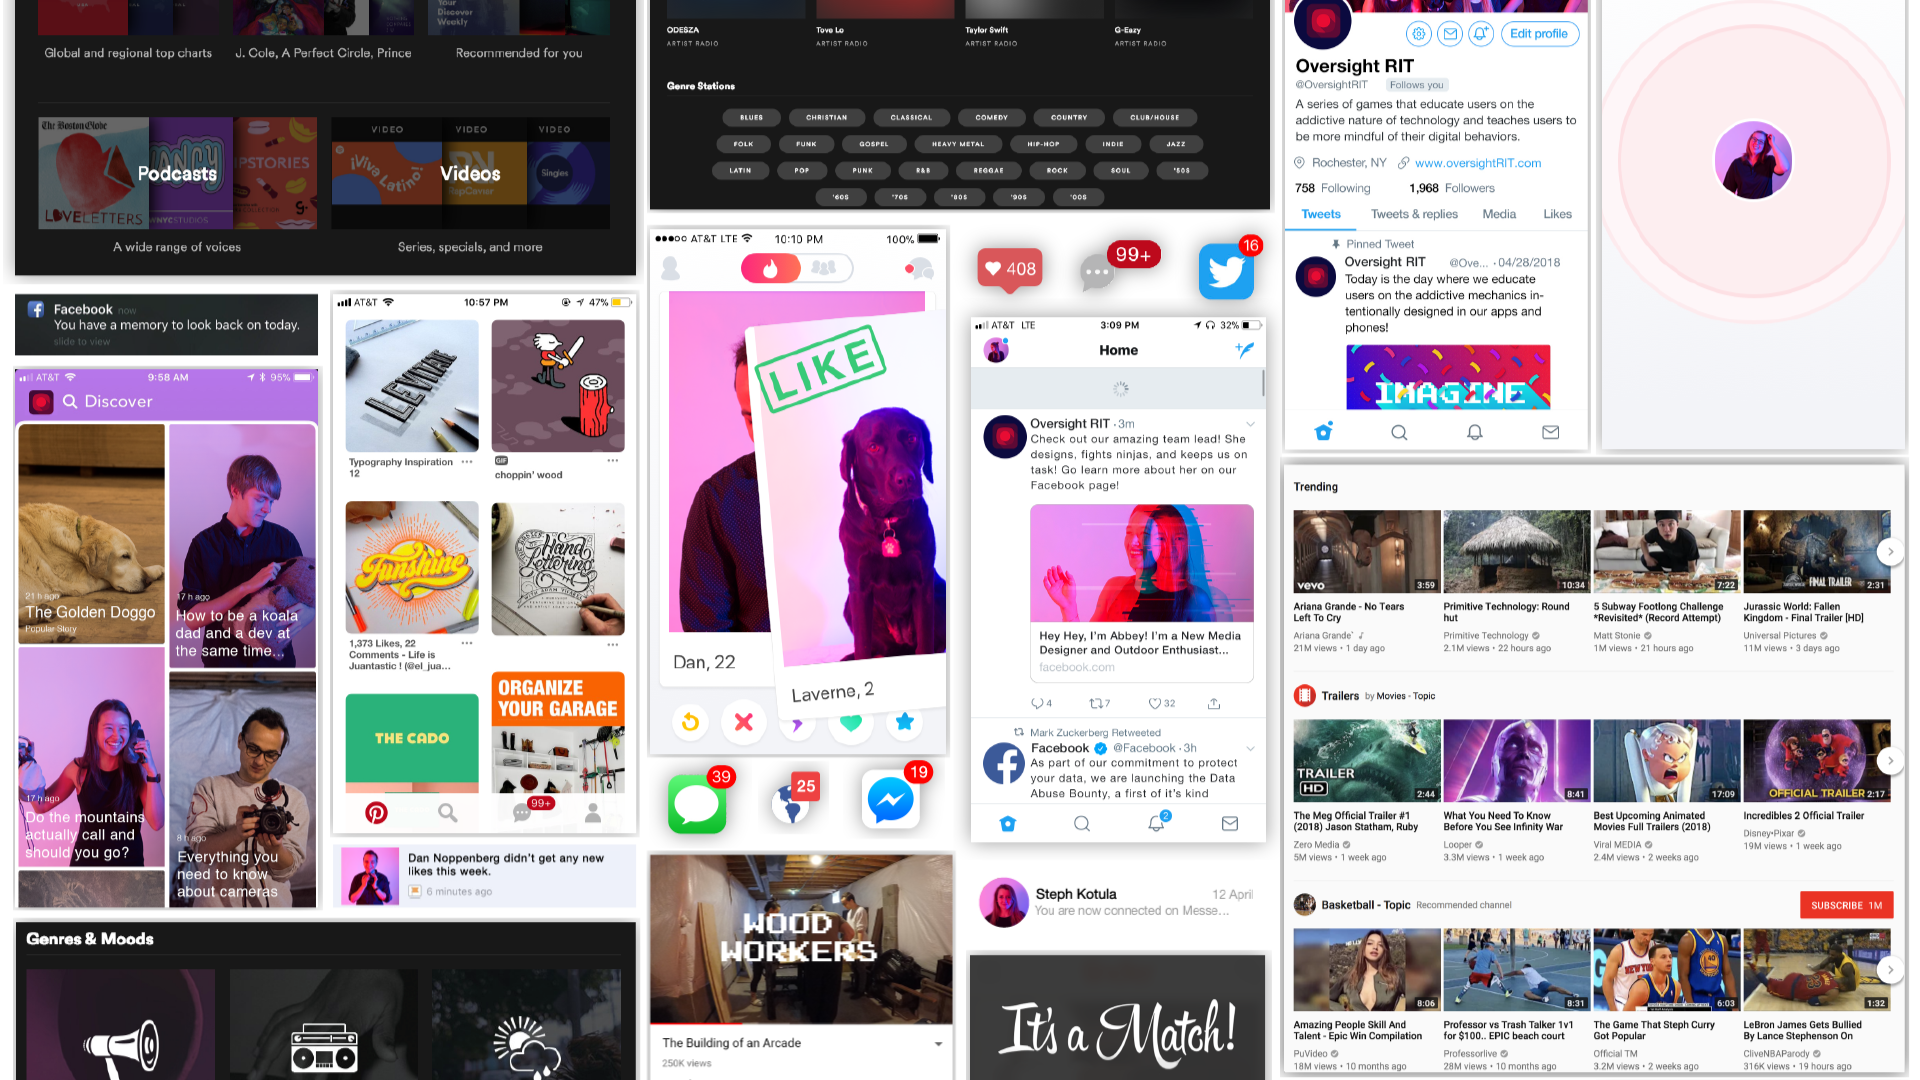 Your
Discover
Weekly
Global and regional top charts
J. Cole, A Perfect Circle, Prince
Recommended for you
The Boston Globe
LOVELETTERS
Podcasts
WNYCSTUDIOS
PSTORIES
A wide range of voices
VIDEO
VIDEO
VIDEO
¡Viva Latino!
Videos
RapCaviar
Singles
Series, specials, and more
ODESZA
ARTIST RADIO
Tove Lo
ARTIST RADIO
Taylor Swift
ARTIST RADIO
G-Eazy
ARTIST RADIO
Genre Stations
BLUES
CHRISTIAN
CLASSICAL
COMEDY
COUNTRY
CLUB/HOUSE
FOLK
FUNK
GOSPEL
HEAVY METAL
HIP-HOP
INDIE
JAZZ
LATIN
POP
PUNK
R&B
REGGAE
ROCK
SOUL
'50S
'60S
'70S
'80S
'90S
'00S
Edit profile
Oversight RIT
@OversightRIT
Follows you
A series of games that educate users on the
addictive nature of technology and teaches users to
be more mindful of their digital behaviors.
Rochester, NY
www.oversightRIT.com
758 Following
1,968 Followers
Tweets
Tweets & replies
Media
Likes
Pinned Tweet
Oversight RIT @Ove... · 04/28/2018
Today is the day where we educate
users on the addictive mechanics in-
tentionally designed in our apps and
phones!
IMAGINE
Facebook now
You have a memory to look back on today.
slide to view
AT&T
9:58 AM
95%
Discover
21 h ago
The Golden Doggo
Popular Story
17 h ago
How to be a koala
dad and a dev at
the same time...
17 h ago
Do the mountains
actually call and
should you go?
8 h ago
Everything you
need to know
about cameras
AT&T
10:57 PM
47%
LEVITATE
Typography Inspiration
12
GIF
choppin' wood
Funshine
1,373 Likes, 22
Comments - Life is
Juantastic ! (@el_jua...
Hand
Lettering
THE CADO
ORGANIZE
YOUR GARAGE
99+
Dan Noppenberg didn't get any new
likes this week.
6 minutes ago
AT&T LTE
10:10 PM
100%
LIKE
Dan, 22
Laverne, 2
39
25
19
408
99+
16
AT&T LTE
3:09 PM
32%
Home
Oversight RIT · 3m
Check out our amazing team lead! She
designs, fights ninjas, and keeps us on
task! Go learn more about her on our
Facebook page!
Hey Hey, I'm Abbey! I'm a New Media
Designer and Outdoor Enthusiast...
facebook.com
4
7
32
Mark Zuckerberg Retweeted
Facebook @Facebook · 3h
As part of our commitment to protect
your data, we are launching the Data
Abuse Bounty, a first of it's kind
2
Steph Kotula
12 April
You are now connected on Messe...
It's a Match!
Genres & Moods
WOOD
WORKERS
The Building of an Arcade
250K views
Trending
vevo
3:59
10:34
7:22
FINAL TRAILER
2:31
Ariana Grande - No Tears
Left To Cry
Ariana Grande
21M views • 1 day ago
Primitive Technology: Round
hut
Primitive Technology
2.1M views • 22 hours ago
5 Subway Footlong Challenge
*Revisited* (Record Attempt)
Matt Stonie
1M views • 21 hours ago
Jurassic World: Fallen
Kingdom - Final Trailer [HD]
Universal Pictures
11M views • 3 days ago
Trailers by Movies - Topic
TRAILER
HD
2:44
8:41
17:09
OFFICIAL TRAILER
2:17
The Meg Official Trailer #1
(2018) Jason Statham, Ruby
Zero Media
5M views • 1 week ago
What You Need To Know
Before You See Infinity War
Looper
3.3M views • 1 week ago
Best Upcoming Animated
Movies Full Trailers (2018)
Viral MEDIA
2.4M views • 2 weeks ago
Incredibles 2 Official Trailer
Disney•Pixar
19M views • 1 week ago
Basketball - Topic Recommended channel
SUBSCRIBE 1M
8:06
8:31
NEW YORK
6:03
1:32
Amazing People Skill And
Talent - Epic Win Compilation
PuVideo
18M views • 10 months ago
Professor vs Trash Talker 1v1
for $100.. EPIC beach court
Professorlive
28M views • 10 months ago
The Game That Steph Curry
Got Popular
Official TM
3.2M views • 2 weeks ago
LeBron James Gets Bullied
By Lance Stephenson On
CliveNBAParody
316K views • 19 hours ago